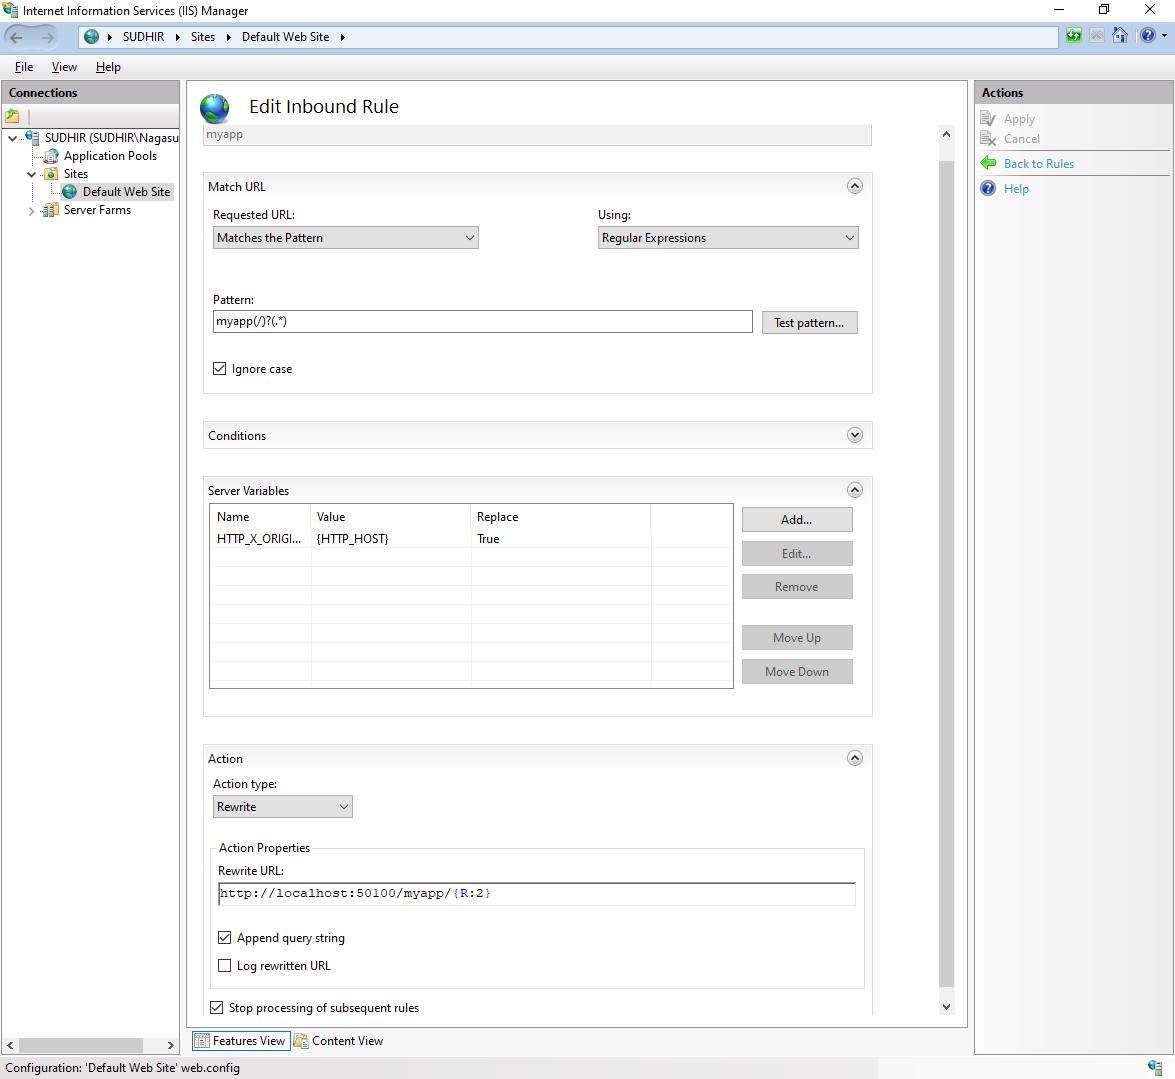 Internet Information Services (IIS) Manager
SUDHIR Sites Default Web Site
File View Help
Connections
SUDHIR (SUDHIR\Nagasu
Application Pools
Sites
Default Web Site
Server Farms
Edit Inbound Rule
myapp
Match URL
Requested URL: Using:
Matches the Pattern Regular Expressions
Pattern:
myapp(/)?(.*) Test pattern...
Ignore case
Conditions
Server Variables
Name Value Replace
HTTP_X_ORIGI... {HTTP_HOST} True
Add...
Edit...
Remove
Move Up
Move Down
Action
Action type:
Rewrite
Action Properties
Rewrite URL:
http://localhost:50100/myapp/{R:2}
Append query string
Log rewritten URL
Stop processing of subsequent rules
Features View Content View
Actions
Apply
Cancel
Back to Rules
Help
Configuration: 'Default Web Site' web.config